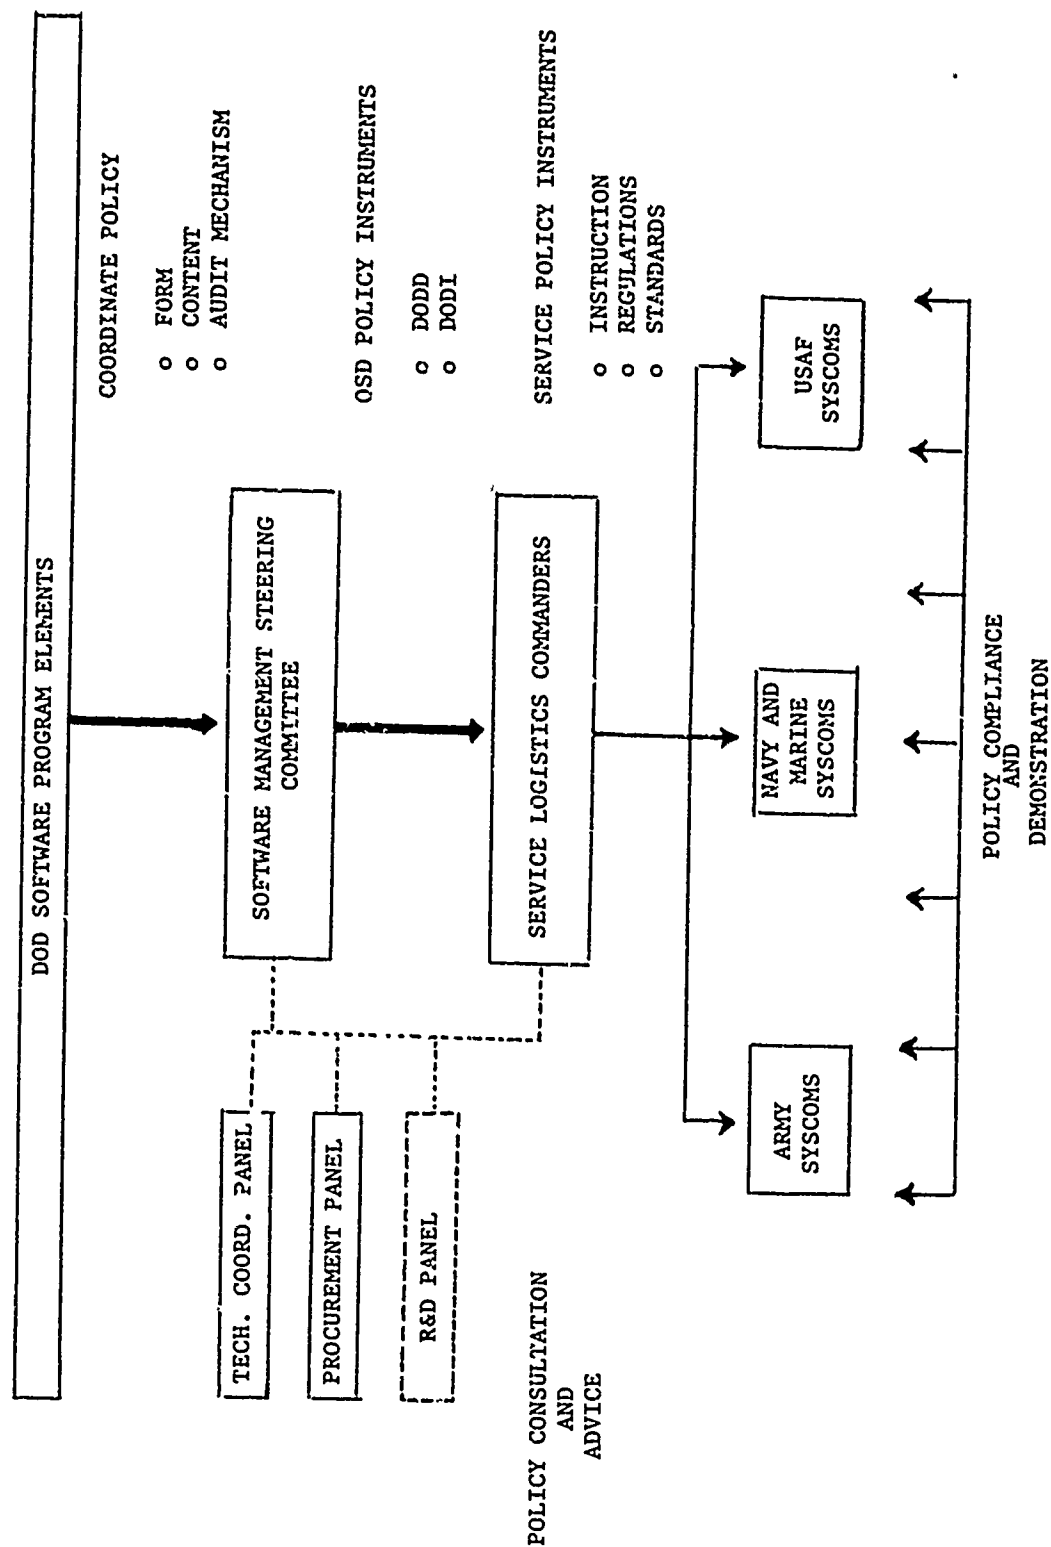 DOD SOFTWARE PROGRAM ELEMENTS
COORDINATE POLICY
o FORM
o CONTENT
o AUDIT MECHANISM
TECH. COORD. PANEL
PROCUREMENT PANEL
R&D PANEL
SOFTWARE MANAGEMENT STEERING
COMMITTEE
OSD POLICY INSTRUMENTS
o DODD
o DODI
POLICY CONSULTATION
AND
ADVICE
SERVICE LOGISTICS COMMANDERS
SERVICE POLICY INSTRUMENTS
o INSTRUCTION
o REGULATIONS
o STANDARDS
ARMY
SYSCOMS
NAVY AND
MARINE
SYSCOMS
USAF
SYSCOMS
POLICY COMPLIANCE
AND
DEMONSTRATION